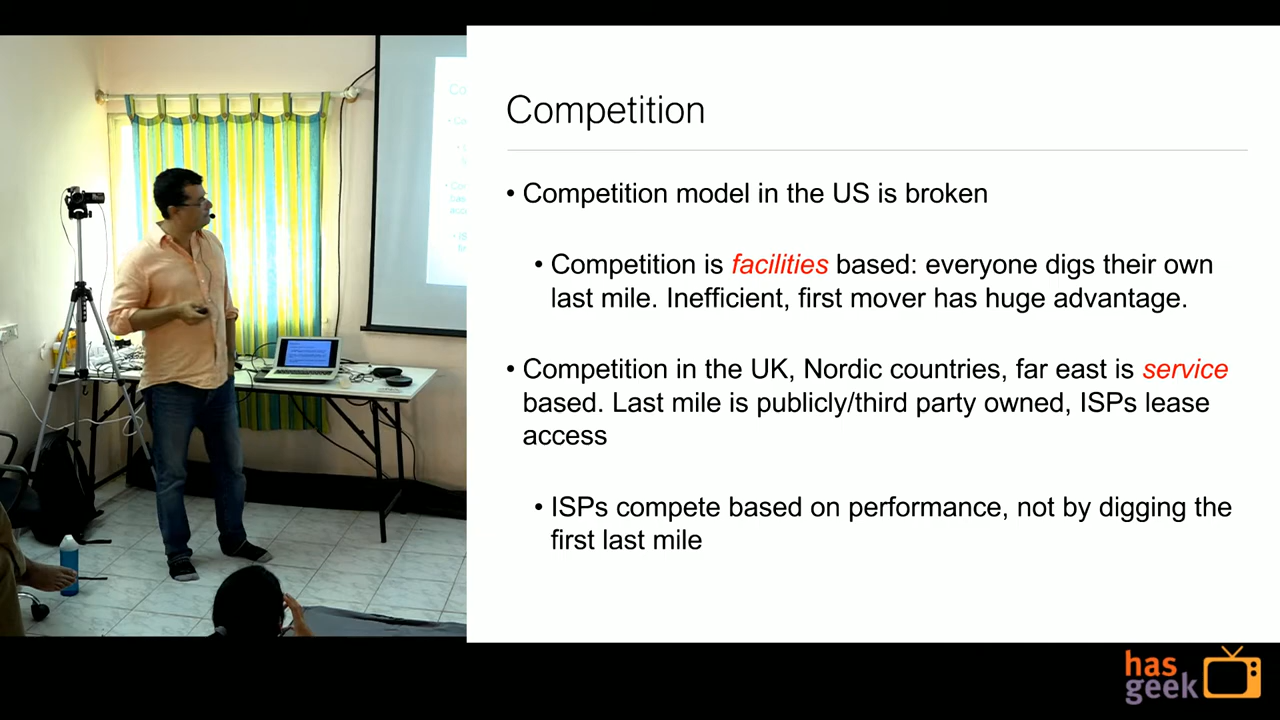 Competition
• Competition model in the US is broken
• Competition is facilities based: everyone digs their own
last mile. Inefficient, first mover has huge advantage.
• Competition in the UK, Nordic countries, far east is service
based. Last mile is publicly/third party owned, ISPs lease
access
• ISPs compete based on performance, not by digging the
first last mile
has
geek